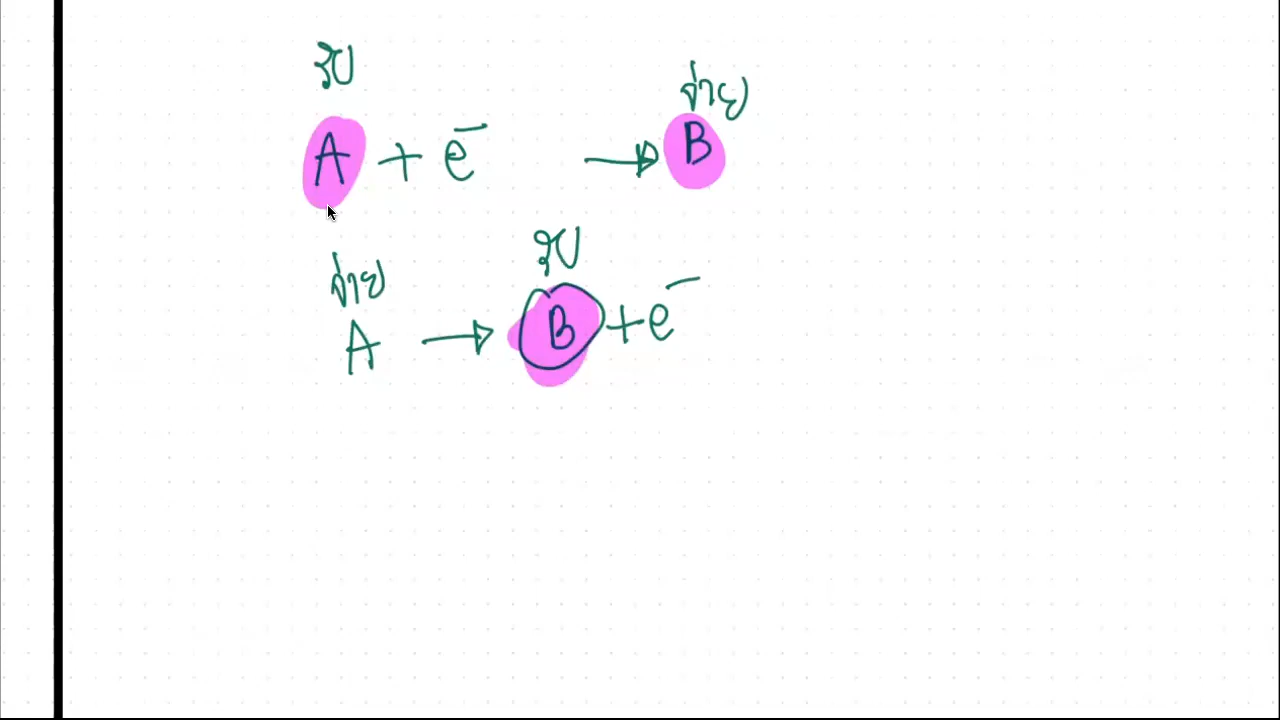 รับ
จ่าย
A + e⁻ → B
รับ
จ่าย
A → B + e⁻